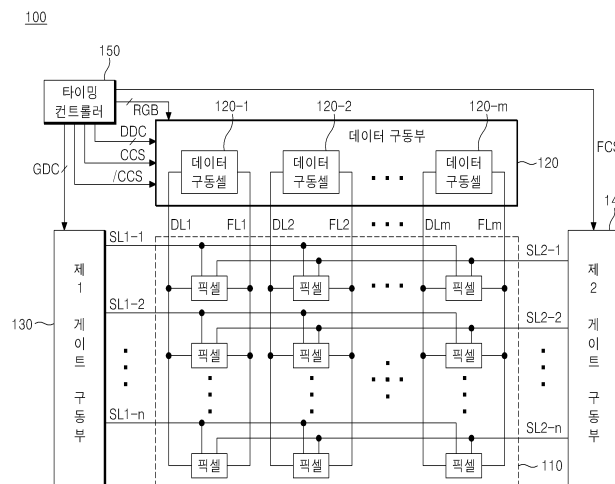 100
150
타이밍
컨트롤러
RGB
DDC
CCS
/CCS
GDC
FCS
120-1
120-2
120-m
데이터 구동부
데이터
구동셀
데이터
구동셀
데이터
구동셀
120
DL1
FL1
DL2
FL2
DLm
FLm
SL1-1
SL2-1
픽셀
픽셀
픽셀
SL1-2
SL2-2
픽셀
픽셀
픽셀
SL1-n
SL2-n
픽셀
픽셀
픽셀
제1 게이트 구동부
130
제2 게이트 구동부
110